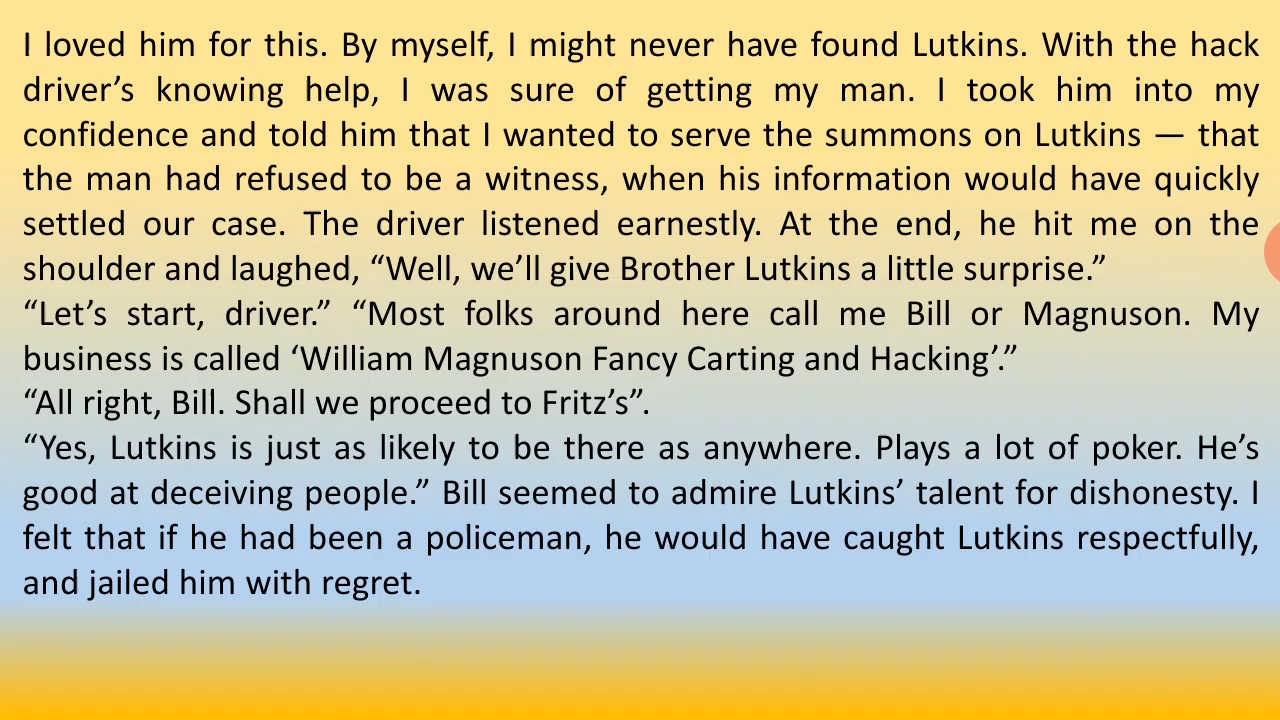 I loved him for this. By myself, I might never have found Lutkins. With the hack
driver’s knowing help, I was sure of getting my man. I took him into my
confidence and told him that I wanted to serve the summons on Lutkins — that
the man had refused to be a witness, when his information would have quickly
settled our case. The driver listened earnestly. At the end, he hit me on the
shoulder and laughed, “Well, we’ll give Brother Lutkins a little surprise.”
“Let’s start, driver.” “Most folks around here call me Bill or Magnuson. My
business is called ‘William Magnuson Fancy Carting and Hacking’.”
“All right, Bill. Shall we proceed to Fritz’s”.
“Yes, Lutkins is just as likely to be there as anywhere. Plays a lot of poker. He’s
good at deceiving people.” Bill seemed to admire Lutkins’ talent for dishonesty. I
felt that if he had been a policeman, he would have caught Lutkins respectfully,
and jailed him with regret.